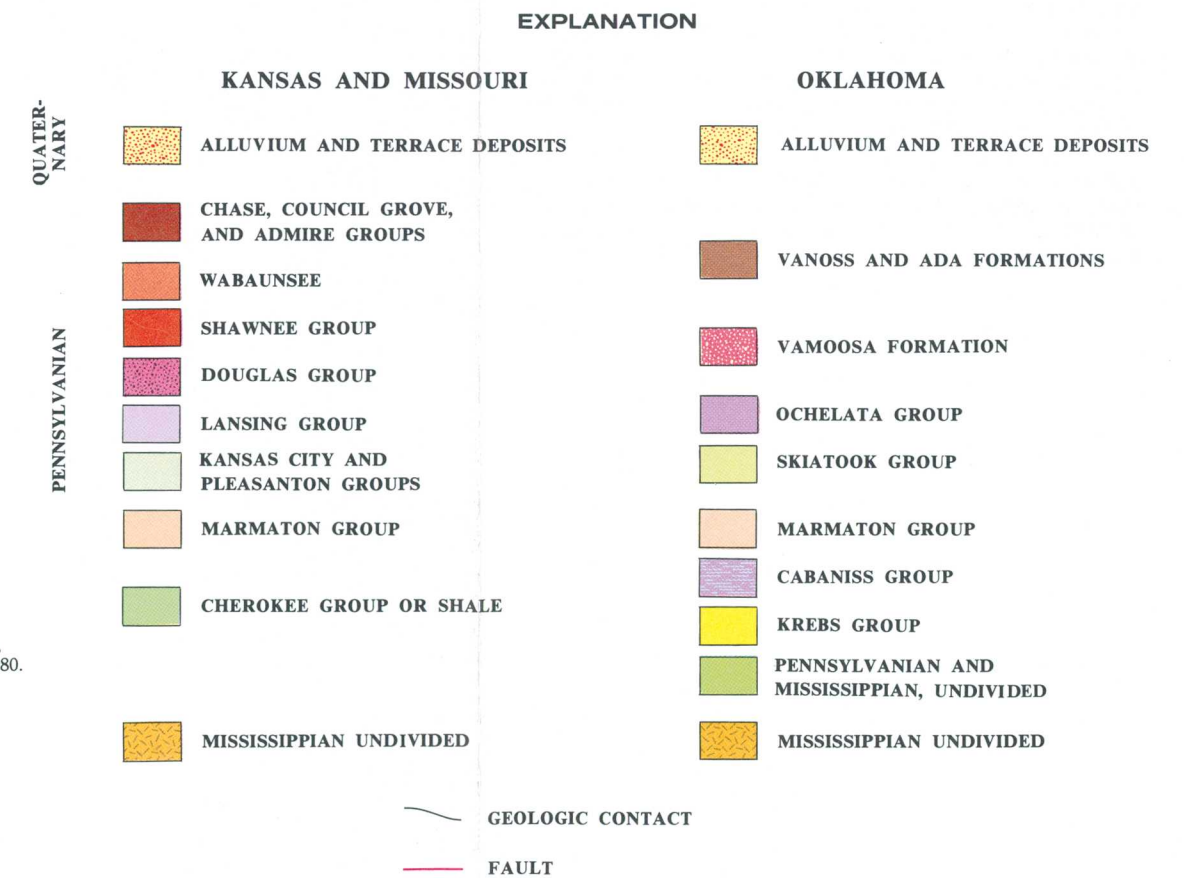 EXPLANATION
KANSAS AND MISSOURI
OKLAHOMA
QUATER-
NARY
ALLUVIUM AND TERRACE DEPOSITS
ALLUVIUM AND TERRACE DEPOSITS
PENNSYLVANIAN
CHASE, COUNCIL GROVE,
AND ADMIRE GROUPS
WABAUNSEE
SHAWNEE GROUP
DOUGLAS GROUP
LANSING GROUP
KANSAS CITY AND
PLEASANTON GROUPS
MARMATON GROUP
CHEROKEE GROUP OR SHALE
MISSISSIPPIAN UNDIVIDED
VANOSS AND ADA FORMATIONS
VAMOOSA FORMATION
OCHELATA GROUP
SKIATOOK GROUP
MARMATON GROUP
CABANISS GROUP
KREBS GROUP
PENNSYLVANIAN AND
MISSISSIPPIAN, UNDIVIDED
MISSISSIPPIAN UNDIVIDED
80.
GEOLOGIC CONTACT
FAULT